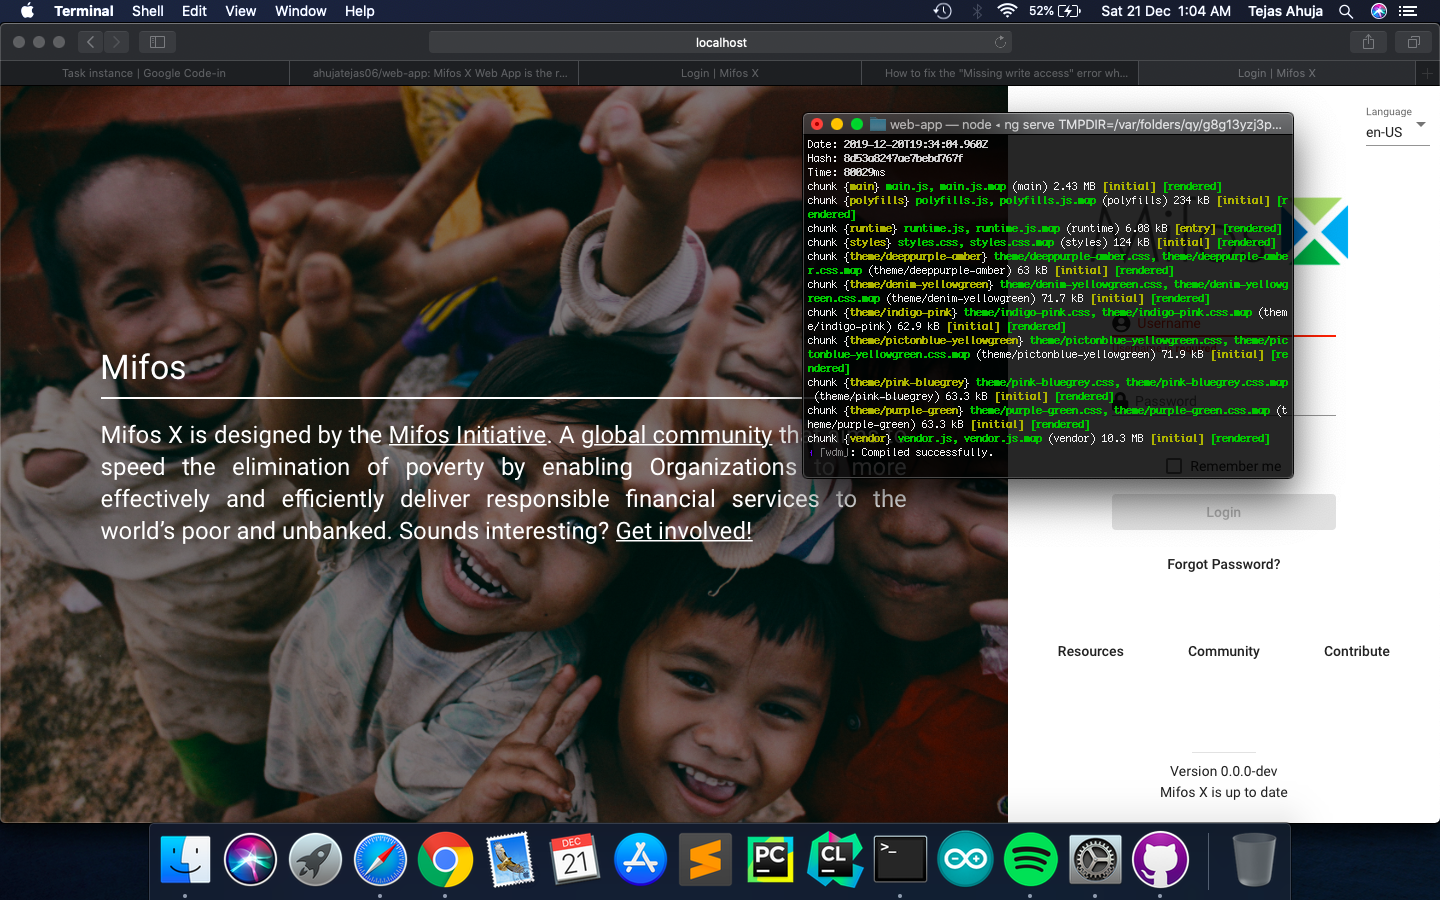 Terminal Shell Edit View Window Help 52% Sat 21 Dec 1:04 AM Tejas Ahuja
localhost
Task instance | Google Code-in ahujatejas06/web-app: Mifos X Web App is the r... Login | Mifos X How to fix the "Missing write access" error wh... Login | Mifos X
Mifos
Mifos X is designed by the Mifos Initiative. A global community
speed the elimination of poverty by enabling Organizations to more
effectively and efficiently deliver responsible financial services to the
world's poor and unbanked. Sounds interesting? Get involved!
web-app — node ◂ ng serve TMPDIR=/var/folders/qy/g8g13yzj3p...
Date: 2019-12-20T19:34:04.960Z
Hash: 8d53a8247ae7bebd767f
Time: 80029ms
chunk {main} main.js, main.js.map (main) 2.43 MB [initial] [rendered]
chunk {polyfills} polyfills.js, polyfills.js.map (polyfills) 234 kB [initial] [r
endered]
chunk {runtime} runtime.js, runtime.js.map (runtime) 6.08 kB [entry] [rendered]
chunk {styles} styles.css, styles.css.map (styles) 124 kB [initial] [rendered]
chunk {theme/deeppurple-amber} theme/deeppurple-amber.css, theme/deeppurple-ambe
r.css.map (theme/deeppurple-amber) 63 kB [initial] [rendered]
chunk {theme/denim-yellowgreen} theme/denim-yellowgreen.css, theme/denim-yellowg
reen.css.map (theme/denim-yellowgreen) 71.7 kB [initial] [rendered]
chunk {theme/indigo-pink} theme/indigo-pink.css, theme/indigo-pink.css.map (them
e/indigo-pink) 62.9 kB [initial] [rendered]
chunk {theme/pictonblue-yellowgreen} theme/pictonblue-yellowgreen.css, theme/pic
tonblue-yellowgreen.css.map (theme/pictonblue-yellowgreen) 71.9 kB [initial] [re
ndered]
chunk {theme/pink-bluegrey} theme/pink-bluegrey.css, theme/pink-bluegrey.css.map
(theme/pink-bluegrey) 63.3 kB [initial] [rendered]
chunk {theme/purple-green} theme/purple-green.css, theme/purple-green.css.map (t
heme/purple-green) 63.3 kB [initial] [rendered]
chunk {vendor} vendor.js, vendor.js.map (vendor) 10.3 MB [initial] [rendered]
ℹ ｢wdm｣: Compiled successfully.
Language
en-US
Username
Password
Remember me
Login
Forgot Password?
Resources Community Contribute
Version 0.0.0-dev
Mifos X is up to date
DEC
21
PC
CL
>_